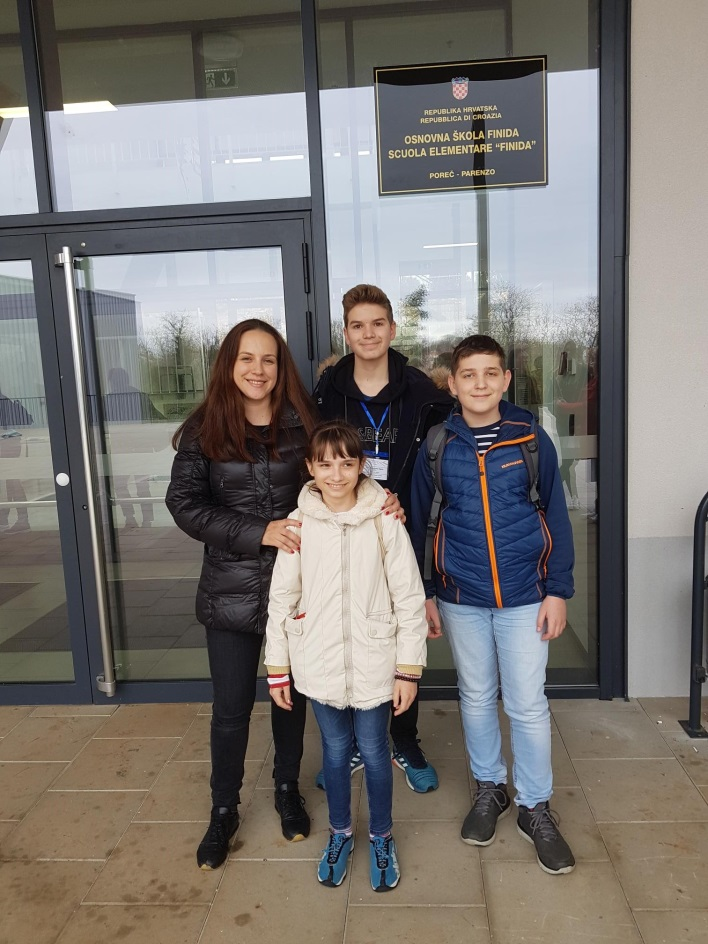 REPUBLIKA HRVATSKA
REPUBBLICA DI CROAZIA
OSNOVNA ŠKOLA FINIDA
SCUOLA ELEMENTARE "FINIDA"
POREČ - PARENZO